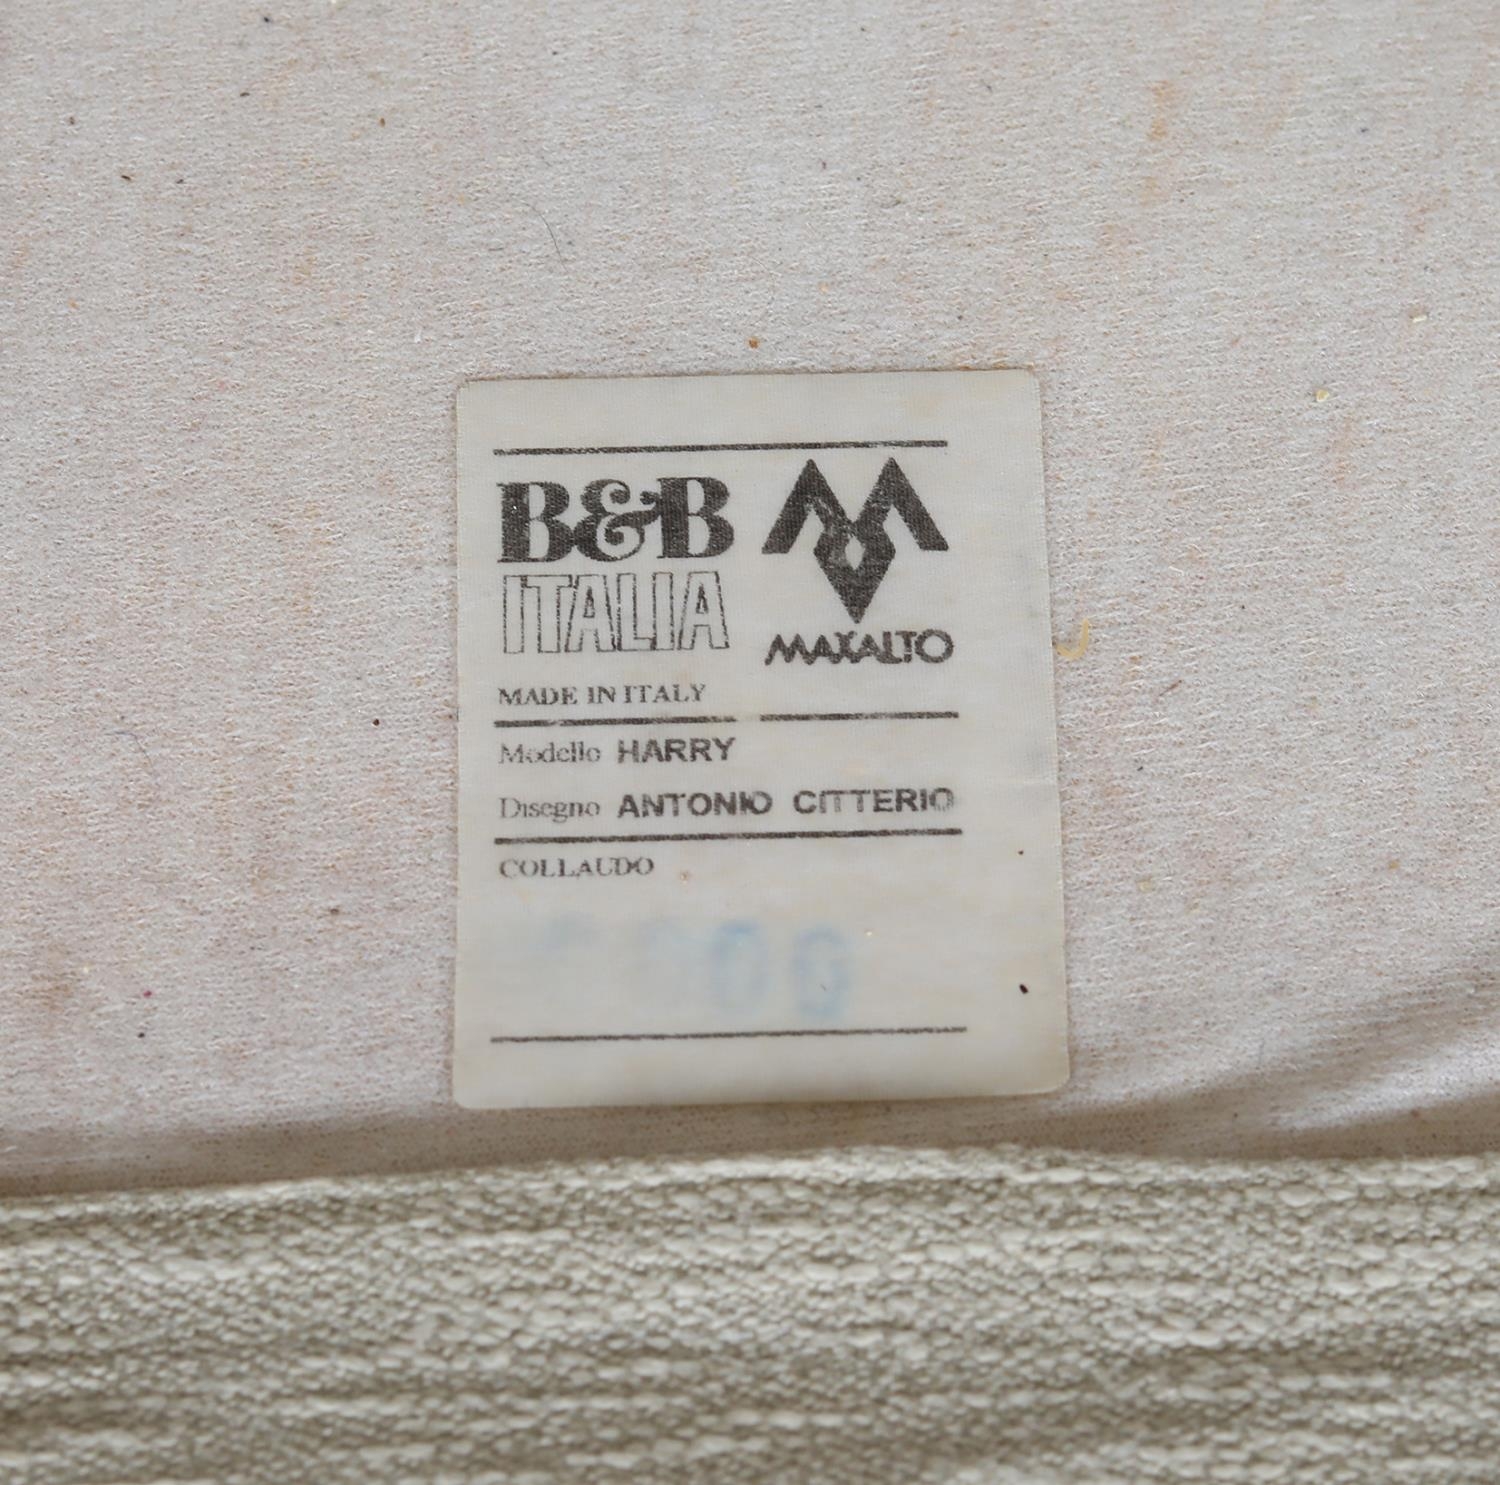 B&B
ITALIA
MAXALTO
MADE IN ITALY
Modello HARRY
Disegno ANTONIO CITTERIO
COLLAUDO